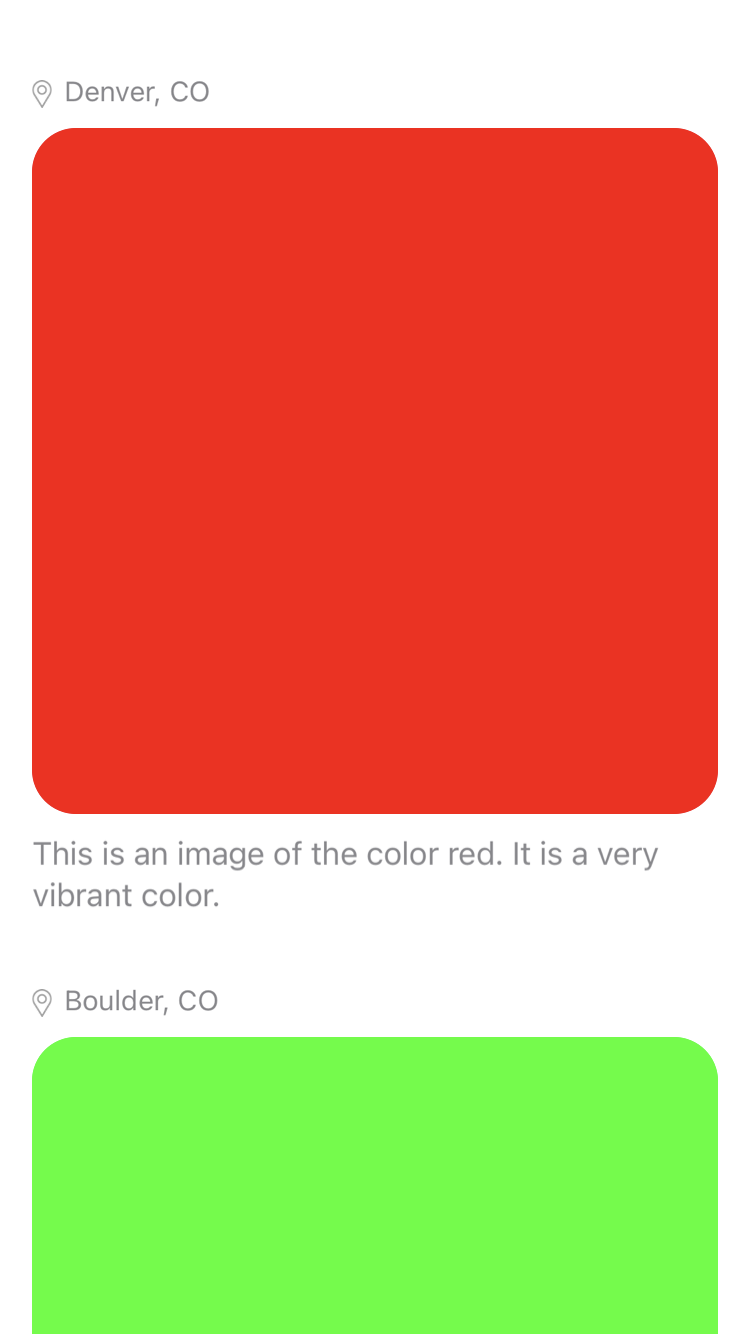 Denver, CO
This is an image of the color red. It is a very
vibrant color.
Boulder, CO